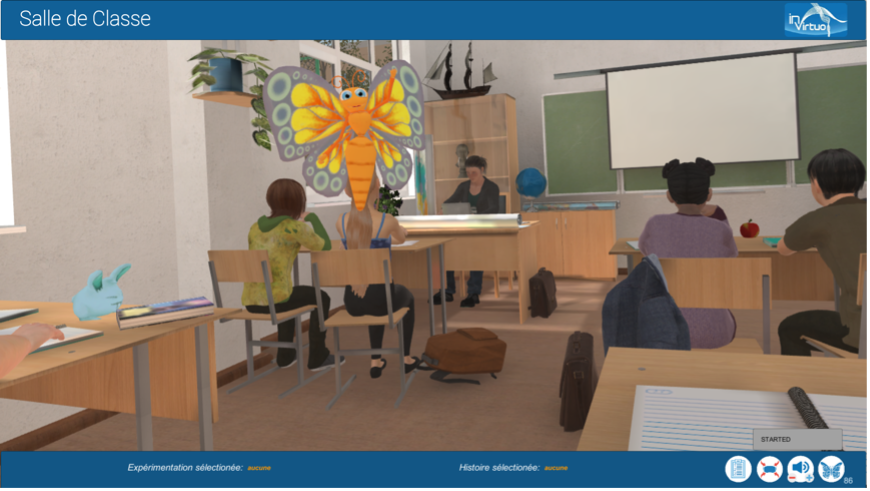 Salle de Classe
in
Virtuo
STARTED
Expérimentation sélectionée: aucune
Histoire sélectionée: aucune
86